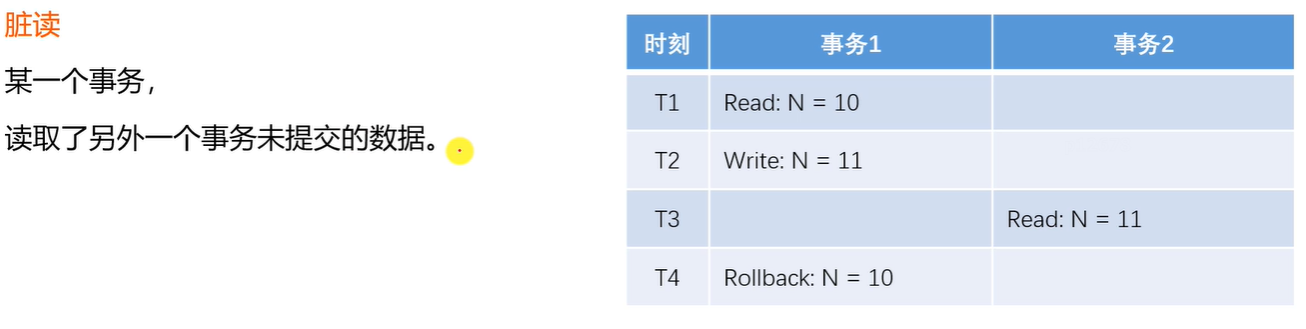 脏读
某一个事务，
读取了另外一个事务未提交的数据。
时刻 事务1 事务2
T1 Read: N = 10
T2 Write: N = 11
T3 Read: N = 11
T4 Rollback: N = 10